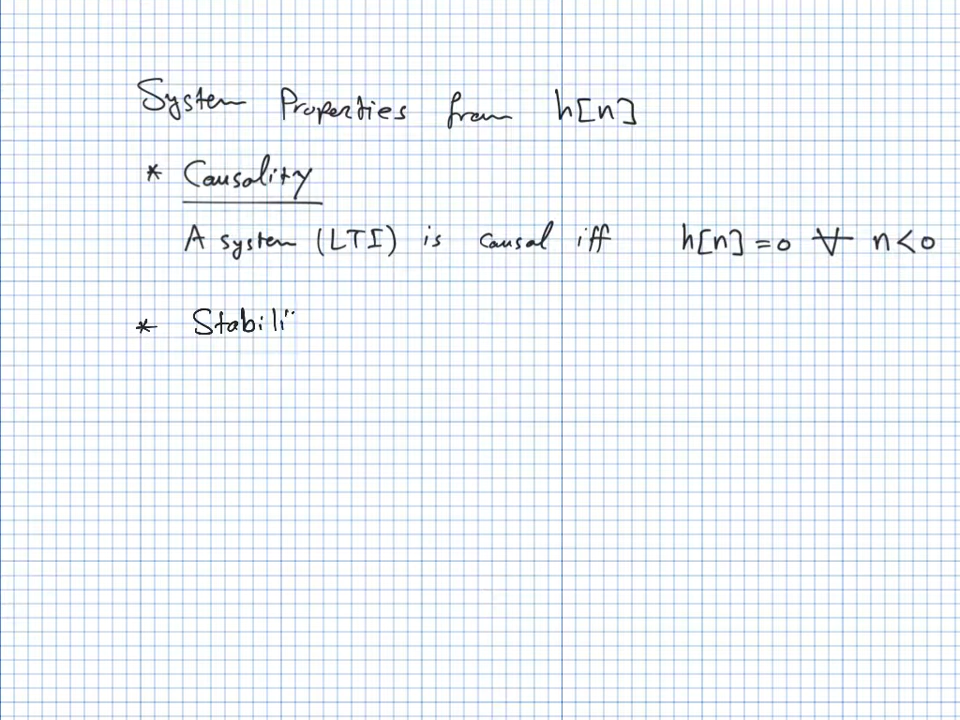 System Properties from h[n]
* Causality
A system (LTI) is causal iff h[n] = 0 ∀ n < 0
* Stabili